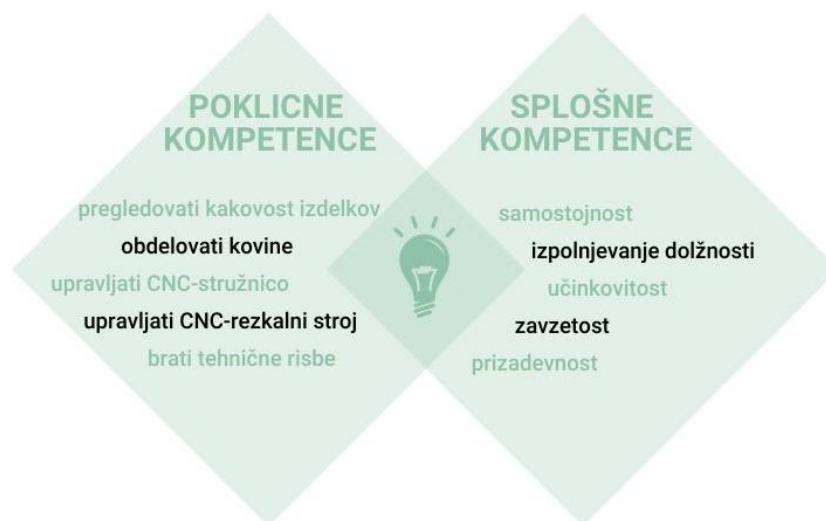 POKLICNE
KOMPETENCE
pregledovati kakovost izdelkov
obdelovati kovine
upravljati CNC-stružnico
upravljati CNC-rezkalni stroj
brati tehnične risbe
SPLOŠNE
KOMPETENCE
samostojnost
izpolnjevanje dolžnosti
učinkovitost
zavzetost
prizadevnost